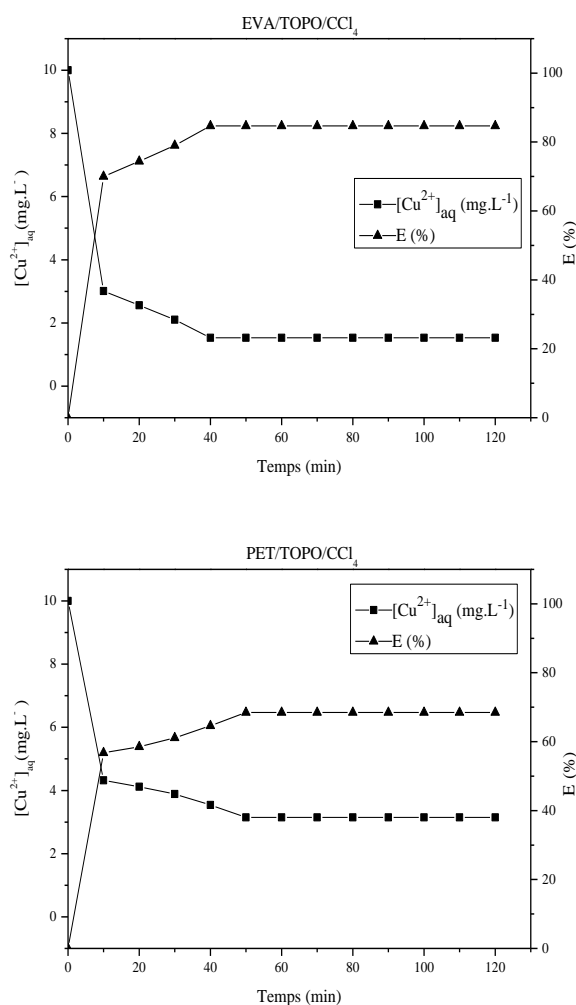 EVA/TOPO/CCl₄
10
8
6
4
2
0
[Cu²⁺]aq (mg.L⁻)
100
80
60
40
20
0
E (%)
[Cu²⁺]aq (mg.L⁻¹)
E (%)
0 20 40 60 80 100 120
Temps (min)
PET/TOPO/CCl₄
10
8
6
4
2
0
[Cu²⁺]aq (mg.L⁻)
100
80
60
40
20
0
E (%)
[Cu²⁺]aq (mg.L⁻¹)
E (%)
0 20 40 60 80 100 120
Temps (min)